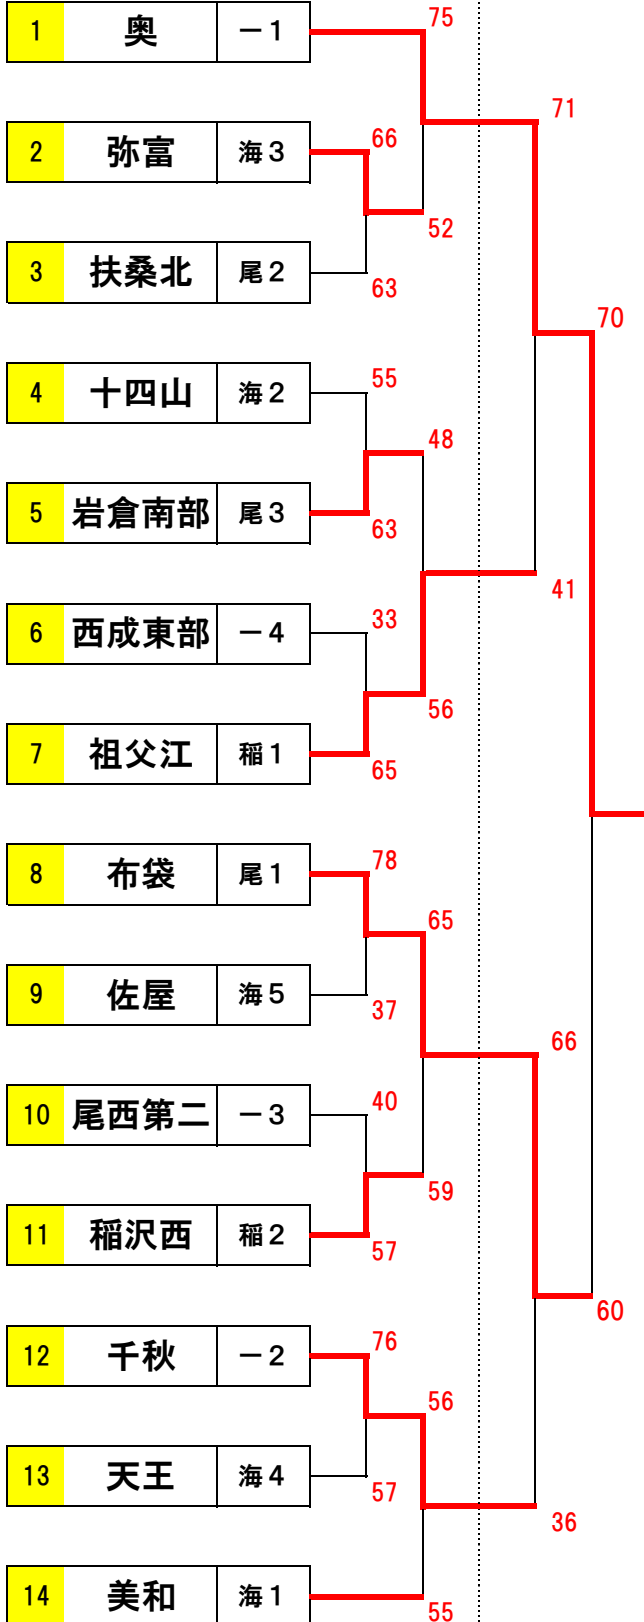 1 奥 一1
75
71
2 弥富 海3
66
52
3 扶桑北 尾2
63
70
4 十四山 海2
55
48
5 岩倉南部 尾3
63
41
6 西成東部 一4
33
56
7 祖父江 稲1
65
8 布袋 尾1
78
65
9 佐屋 海5
37
66
10 尾西第二 一3
40
59
11 稲沢西 稲2
57
60
12 千秋 一2
76
56
13 天王 海4
57
36
14 美和 海1
55